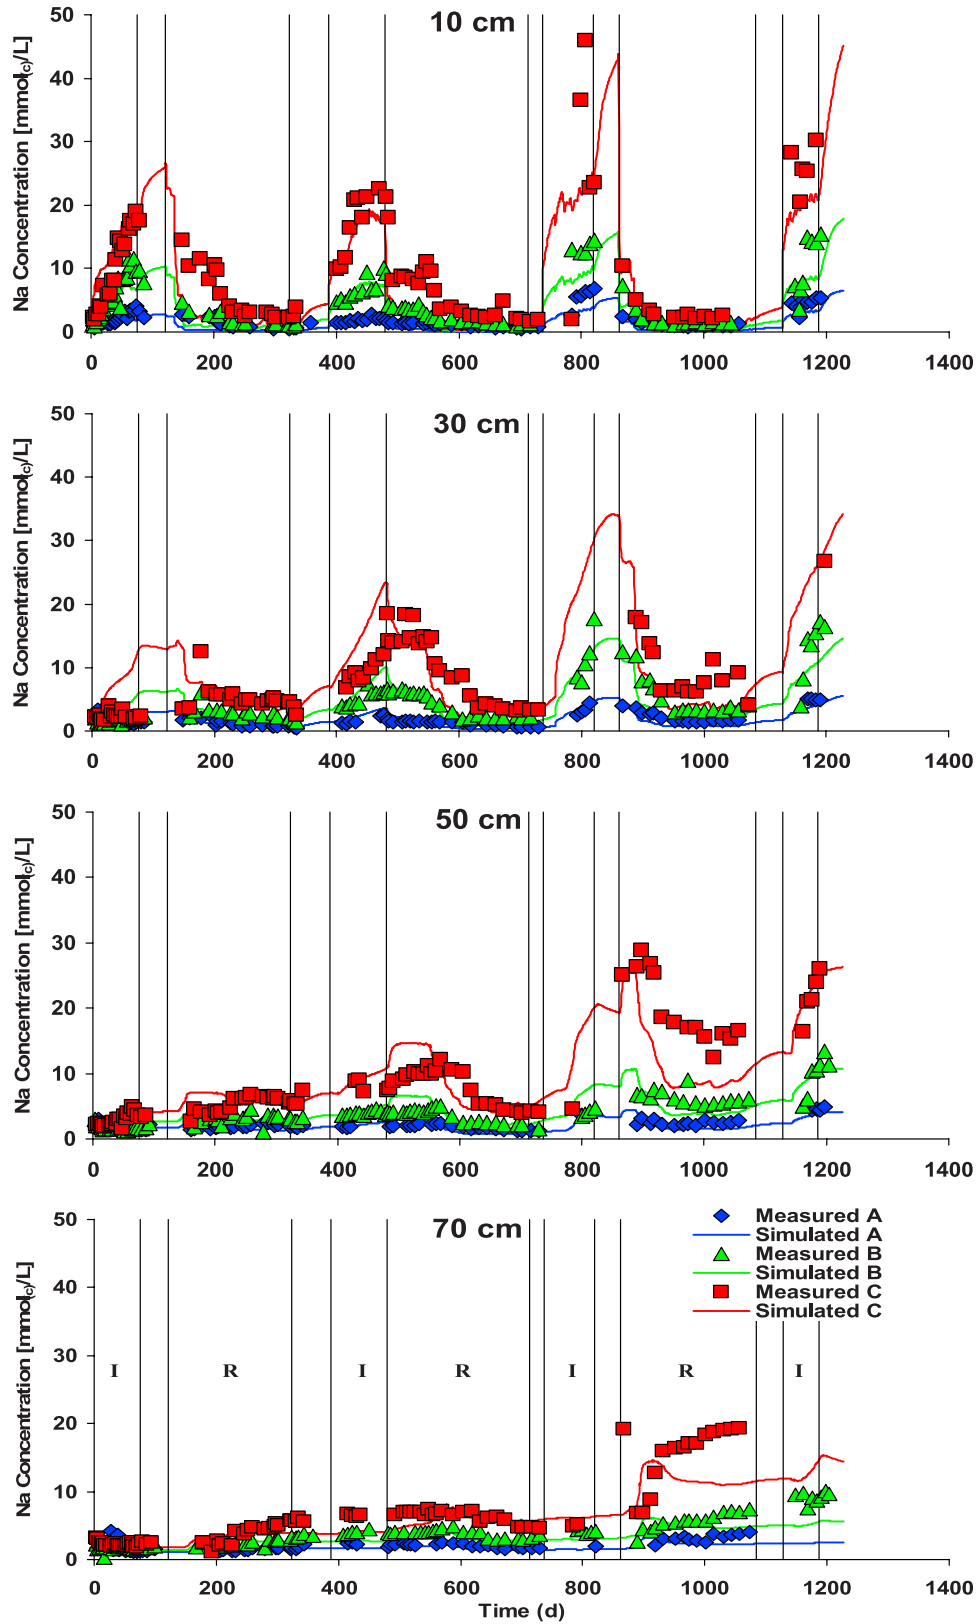 10 cm
Na Concentration [mmol(c)/L]
50
40
30
20
10
0
0 200 400 600 800 1000 1200 1400
30 cm
Na Concentration [mmol(c)/L]
50
40
30
20
10
0
0 200 400 600 800 1000 1200 1400
50 cm
Na Concentration [mmol(c)/L]
50
40
30
20
10
0
0 200 400 600 800 1000 1200 1400
70 cm
Na Concentration [mmol(c)/L]
50
40
30
20
10
0
Measured A
Simulated A
Measured B
Simulated B
Measured C
Simulated C
I R I R I R I
0 200 400 600 800 1000 1200 1400
Time (d)